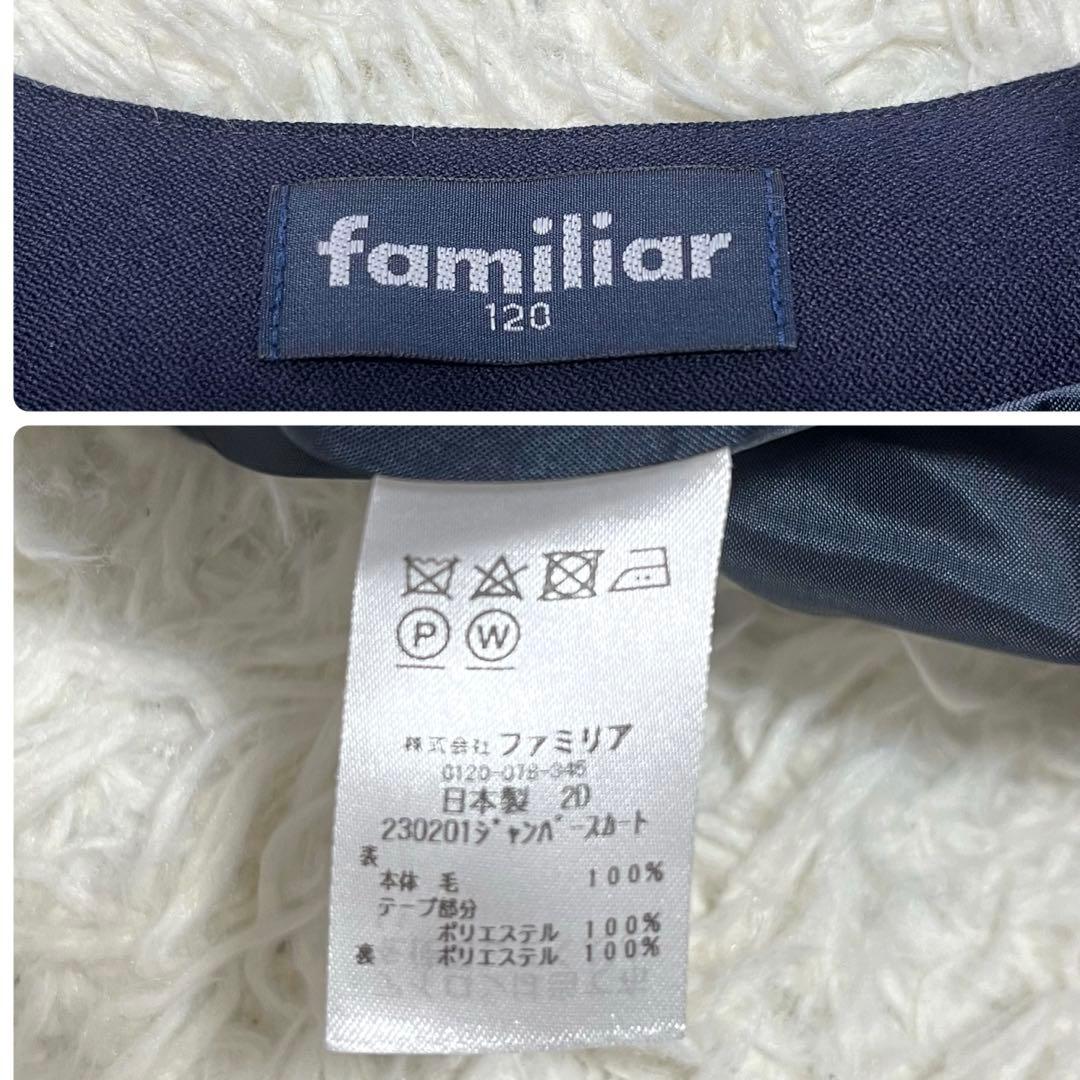 familiar
120
P W
株式会社 ファミリア
0120-078-345
日本製 2D
230201ジャンパースカート
表
本体 毛 100%
テープ部分
ポリエステル 100%
裏 ポリエステル 100%